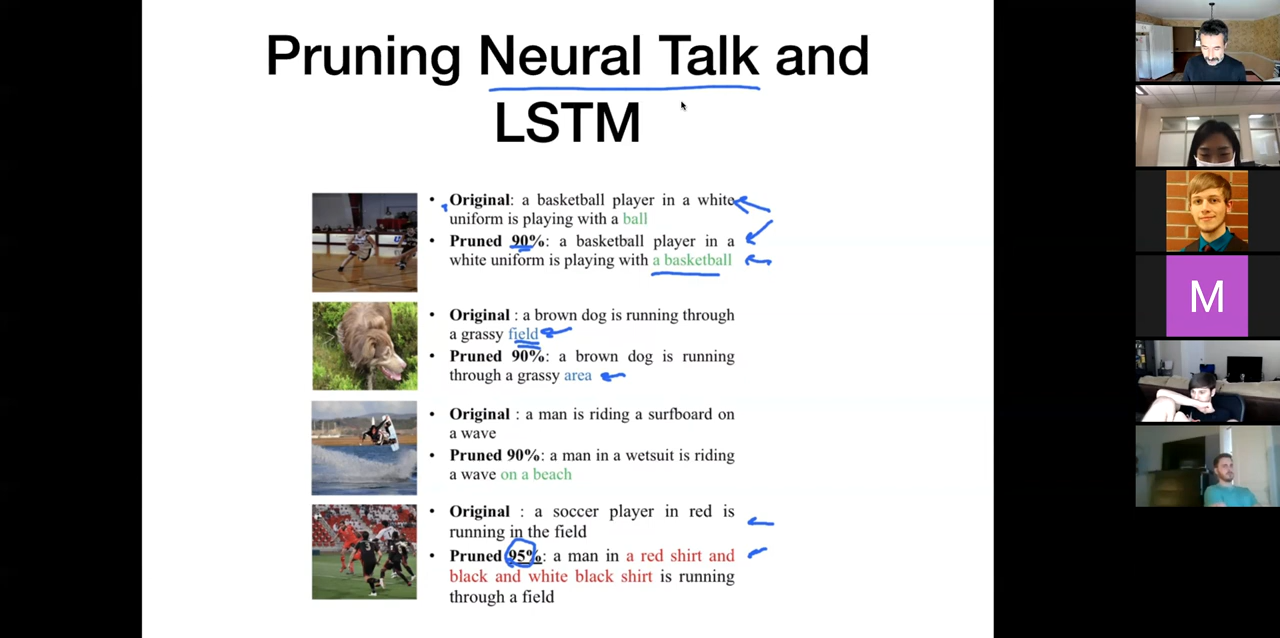 Pruning Neural Talk and
LSTM
• Original: a basketball player in a white
uniform is playing with a ball
• Pruned 90%: a basketball player in a
white uniform is playing with a basketball
• Original : a brown dog is running through
a grassy field
• Pruned 90%: a brown dog is running
through a grassy area
• Original : a man is riding a surfboard on
a wave
• Pruned 90%: a man in a wetsuit is riding
a wave on a beach
• Original : a soccer player in red is
running in the field
• Pruned 95%: a man in a red shirt and
black and white black shirt is running
through a field
M